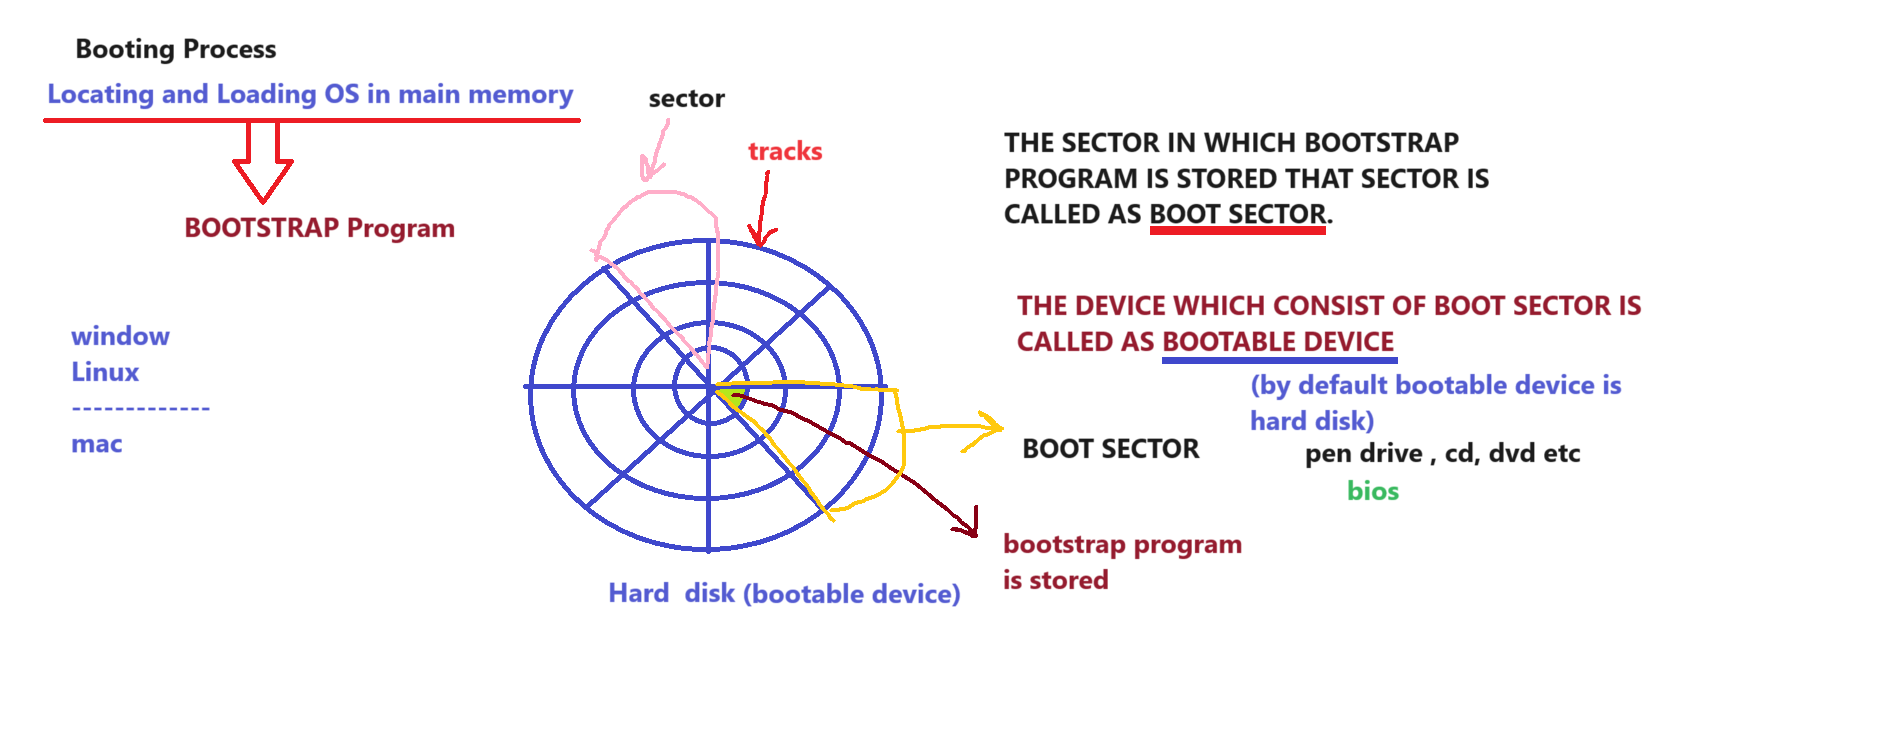 Booting Process
Locating and Loading OS in main memory
BOOTSTRAP Program
window
Linux
-------------
mac
sector
tracks
Hard  disk (bootable device)
THE SECTOR IN WHICH BOOTSTRAP
PROGRAM IS STORED THAT SECTOR IS
CALLED AS BOOT SECTOR.
THE DEVICE WHICH CONSIST OF BOOT SECTOR IS
CALLED AS BOOTABLE DEVICE
(by default bootable device is
hard disk)
BOOT SECTOR
pen drive , cd, dvd etc
bios
bootstrap program
is stored